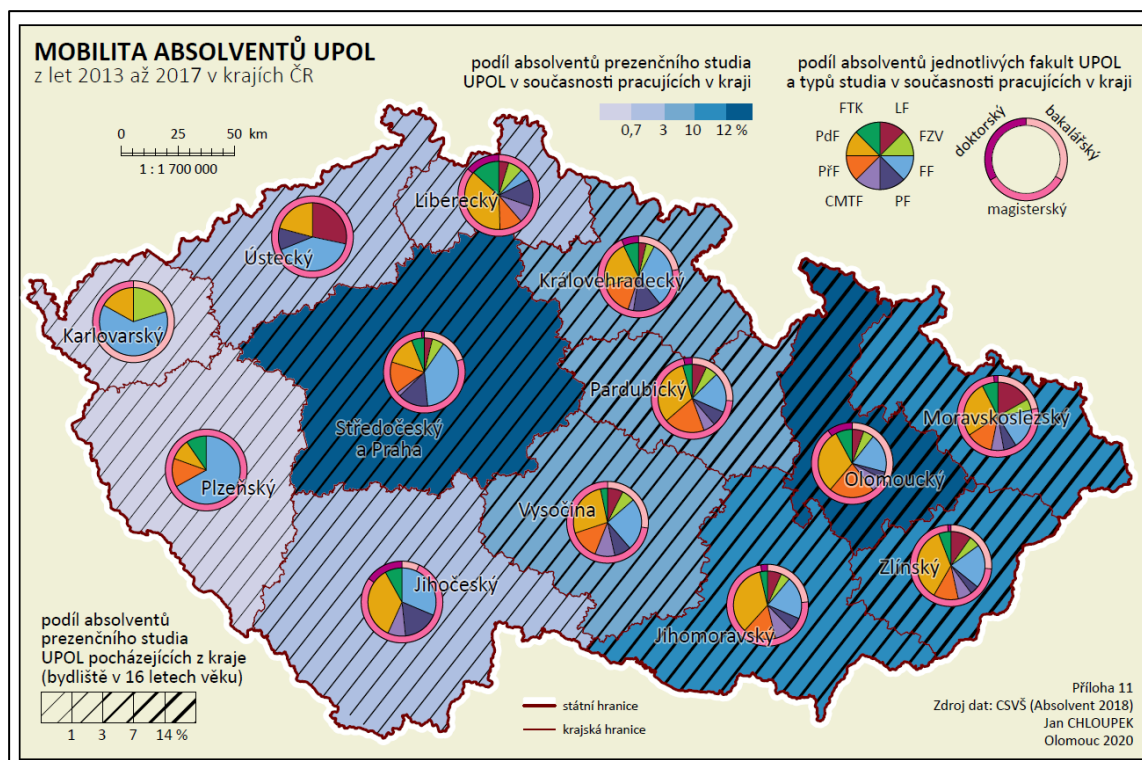 MOBILITA ABSOLVENTŮ UPOL
z let 2013 až 2017 v krajích ČR
0 25 50 km
1 : 1 700 000
podíl absolventů prezenčního studia
UPOL v současnosti pracujících v kraji
0,7 3 10 12 %
podíl absolventů jednotlivých fakult UPOL
a typů studia v současnosti pracujících v kraji
FTK LF
PdF FZV
PřF FF
CMTF PF
doktorský
bakalářský
magisterský
Liberecký
Ústecký
Královehradecký
Karlovarský
Pardubický
Moravskoslezský
Středočeský
a Praha
Olomoucký
Plzeňský
Vysočina
Zlínský
Jihočeský
Jihomoravský
podíl absolventů
prezenčního studia
UPOL pocházejících z kraje
(bydliště v 16 letech věku)
1 3 7 14 %
státní hranice
krajská hranice
Příloha 11
Zdroj dat: CSVŠ (Absolvent 2018)
Jan CHLOUPEK
Olomouc 2020